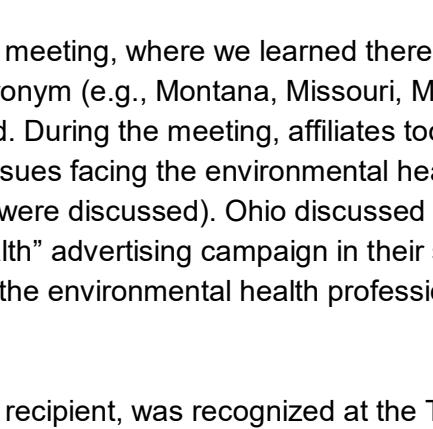 meeting, where we learned there
onym (e.g., Montana, Missouri, M
d. During the meeting, affiliates to
sues facing the environmental hea
were discussed). Ohio discussed
lth” advertising campaign in their
the environmental health professi
recipient, was recognized at the T